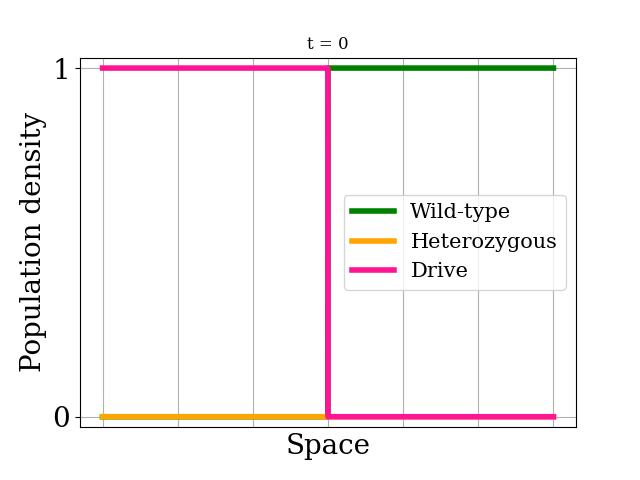 t = 0
1
Population density
Wild-type
Heterozygous
Drive
0
Space